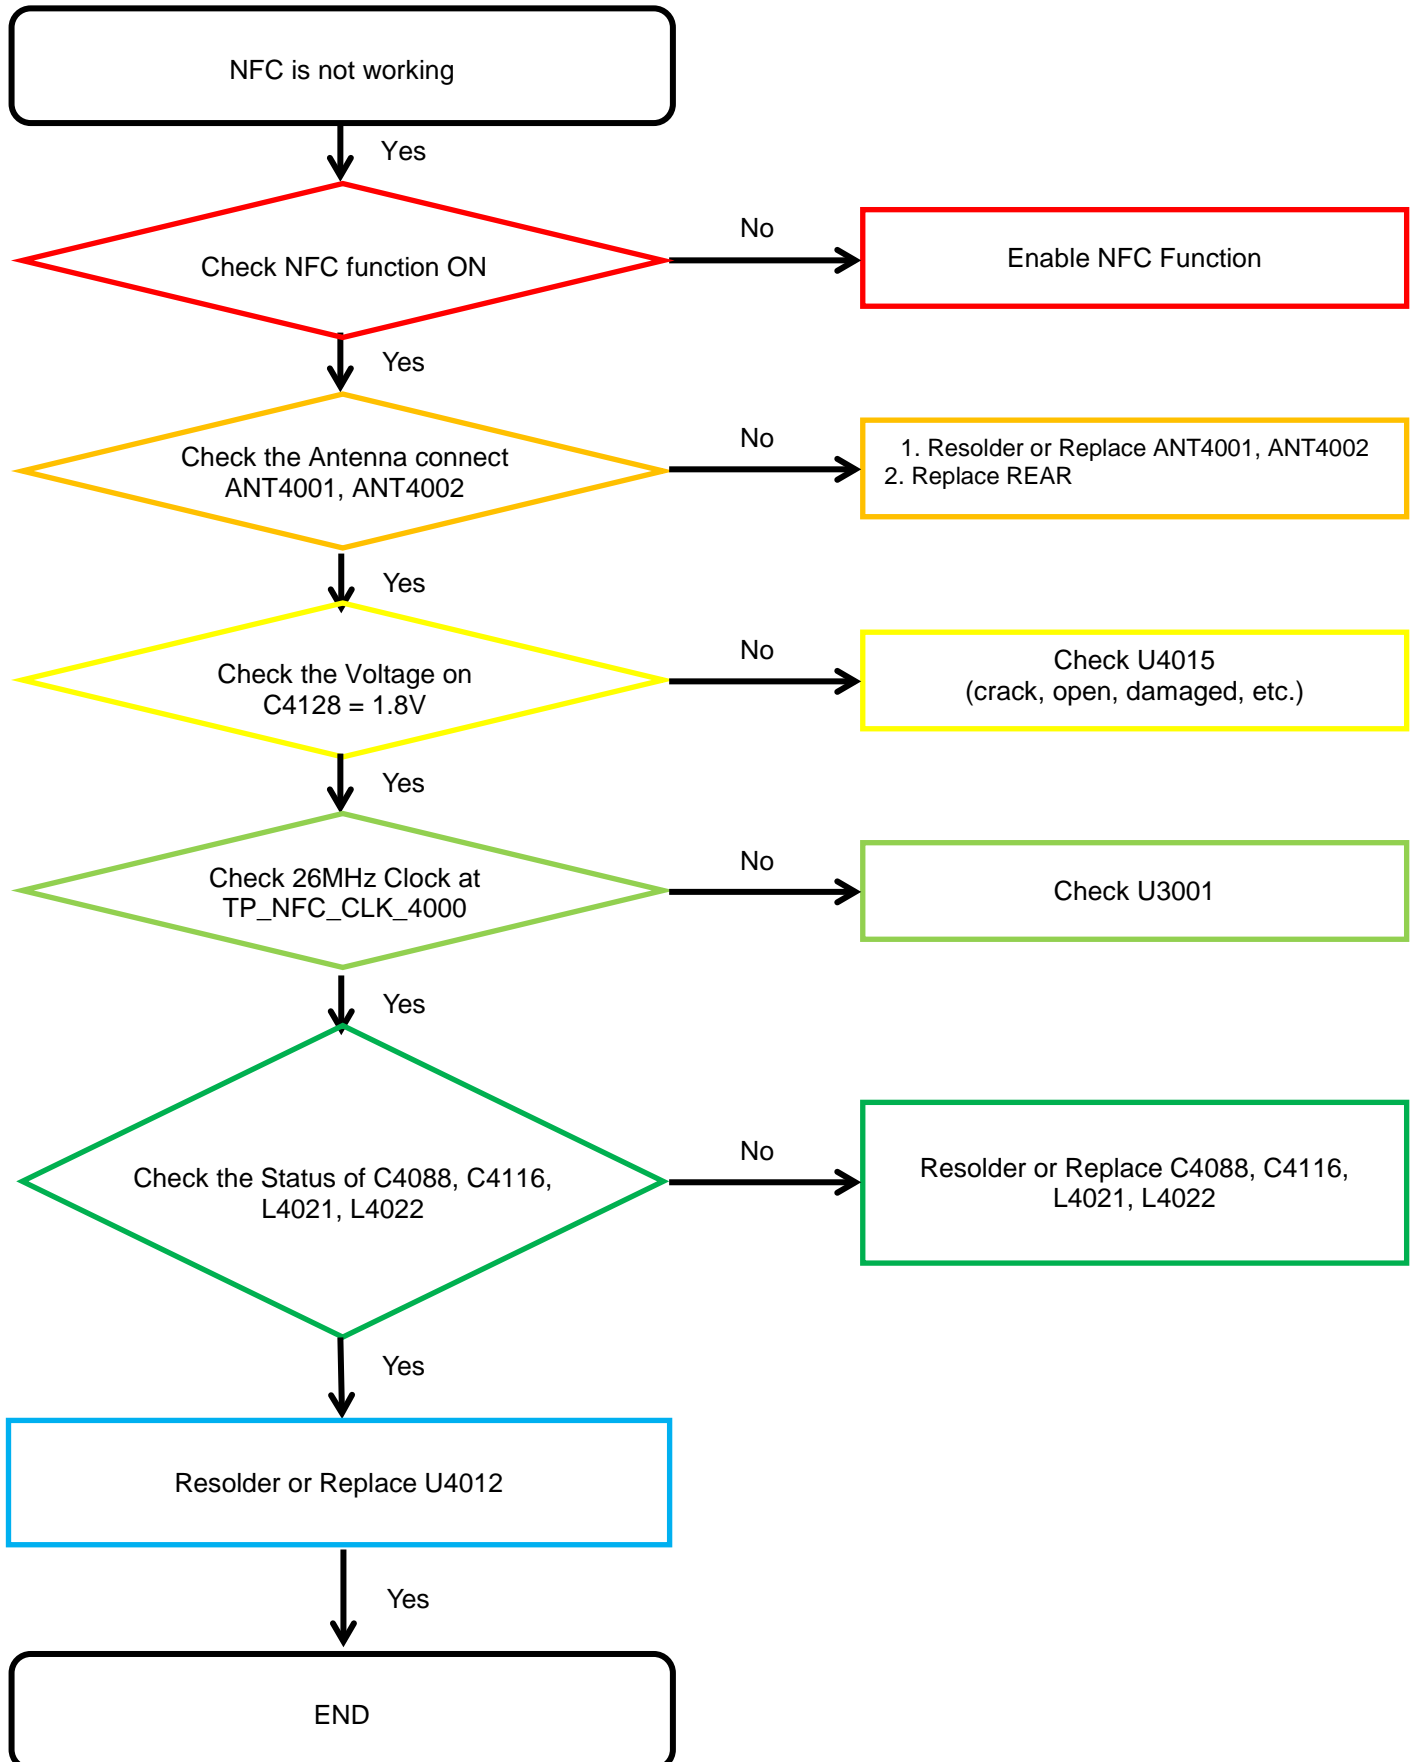 NFC is not working
Yes
Check NFC function ON
No
Enable NFC Function
Yes
Check the Antenna connect
ANT4001, ANT4002
No
1. Resolder or Replace ANT4001, ANT4002
2. Replace REAR
Yes
Check the Voltage on
C4128 = 1.8V
No
Check U4015
(crack, open, damaged, etc.)
Yes
Check 26MHz Clock at
TP_NFC_CLK_4000
No
Check U3001
Yes
Check the Status of C4088, C4116,
L4021, L4022
No
Resolder or Replace C4088, C4116,
L4021, L4022
Yes
Resolder or Replace U4012
Yes
END